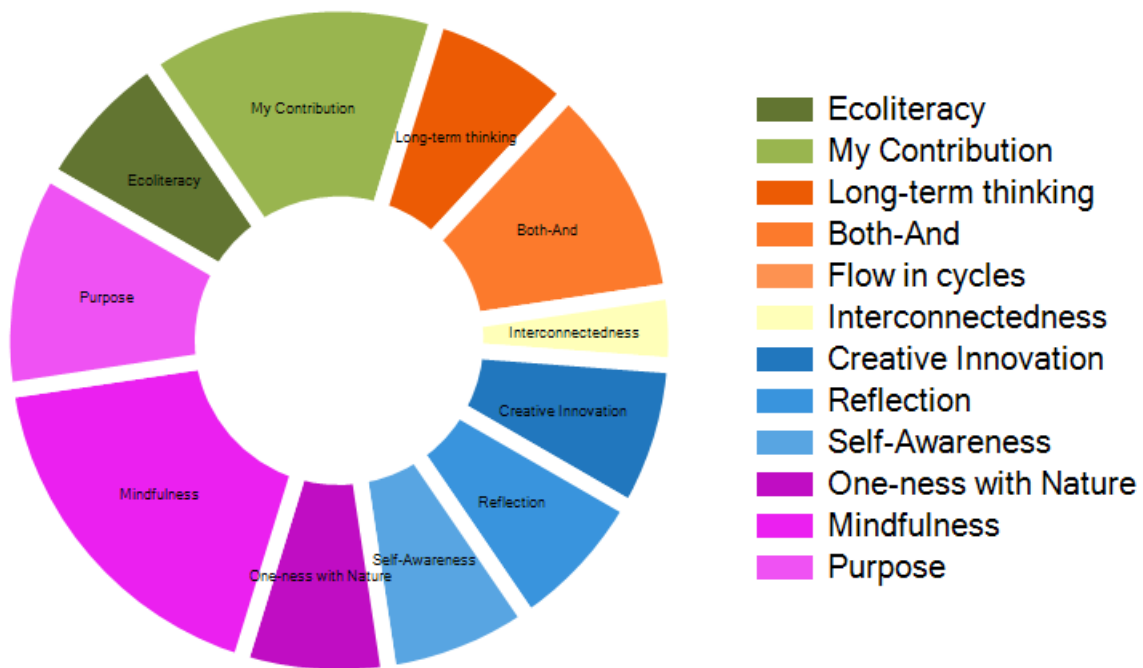 My Contribution
Long-term thinking
Ecoliteracy
Both-And
Purpose
Interconnectedness
Creative Innovation
Mindfulness
Reflection
Self-Awareness
One-ness with Nature
Ecoliteracy
My Contribution
Long-term thinking
Both-And
Flow in cycles
Interconnectedness
Creative Innovation
Reflection
Self-Awareness
One-ness with Nature
Mindfulness
Purpose